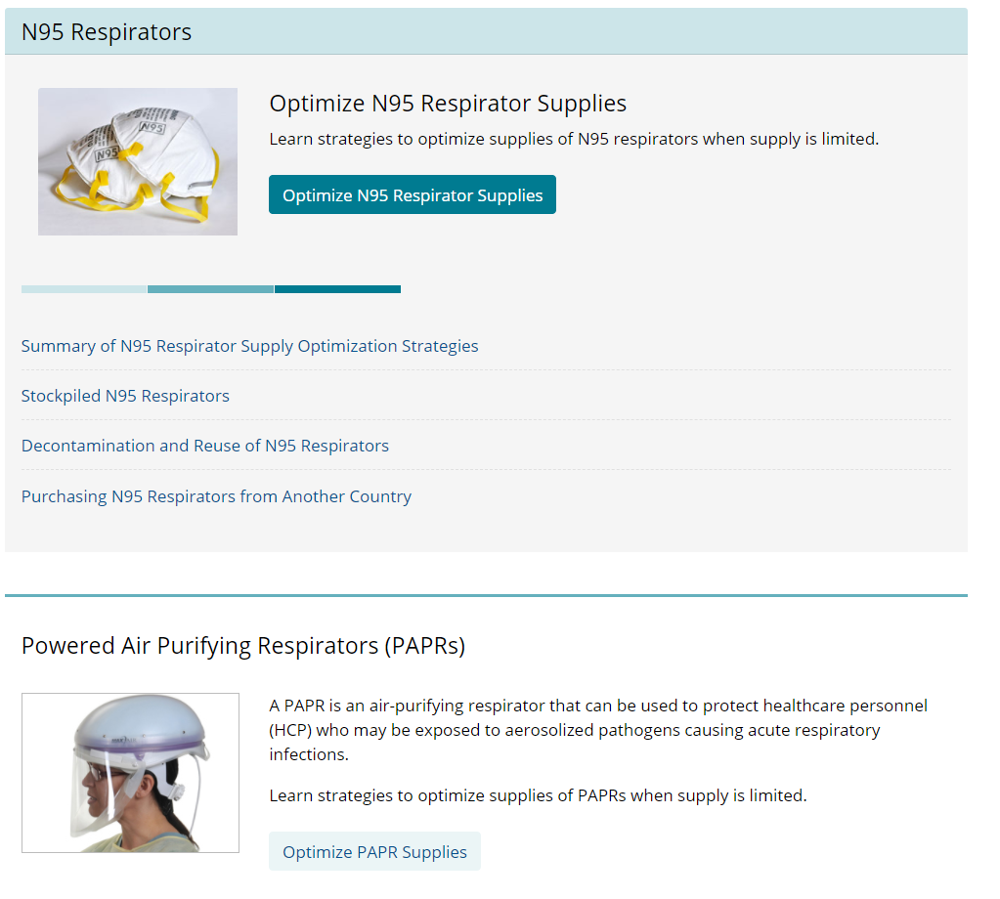 N95 Respirators
N95
N95
Optimize N95 Respirator Supplies
Learn strategies to optimize supplies of N95 respirators when supply is limited.
Optimize N95 Respirator Supplies
Summary of N95 Respirator Supply Optimization Strategies
Stockpiled N95 Respirators
Decontamination and Reuse of N95 Respirators
Purchasing N95 Respirators from Another Country
Powered Air Purifying Respirators (PAPRs)
A PAPR is an air-purifying respirator that can be used to protect healthcare personnel
(HCP) who may be exposed to aerosolized pathogens causing acute respiratory
infections.
Learn strategies to optimize supplies of PAPRs when supply is limited.
Optimize PAPR Supplies